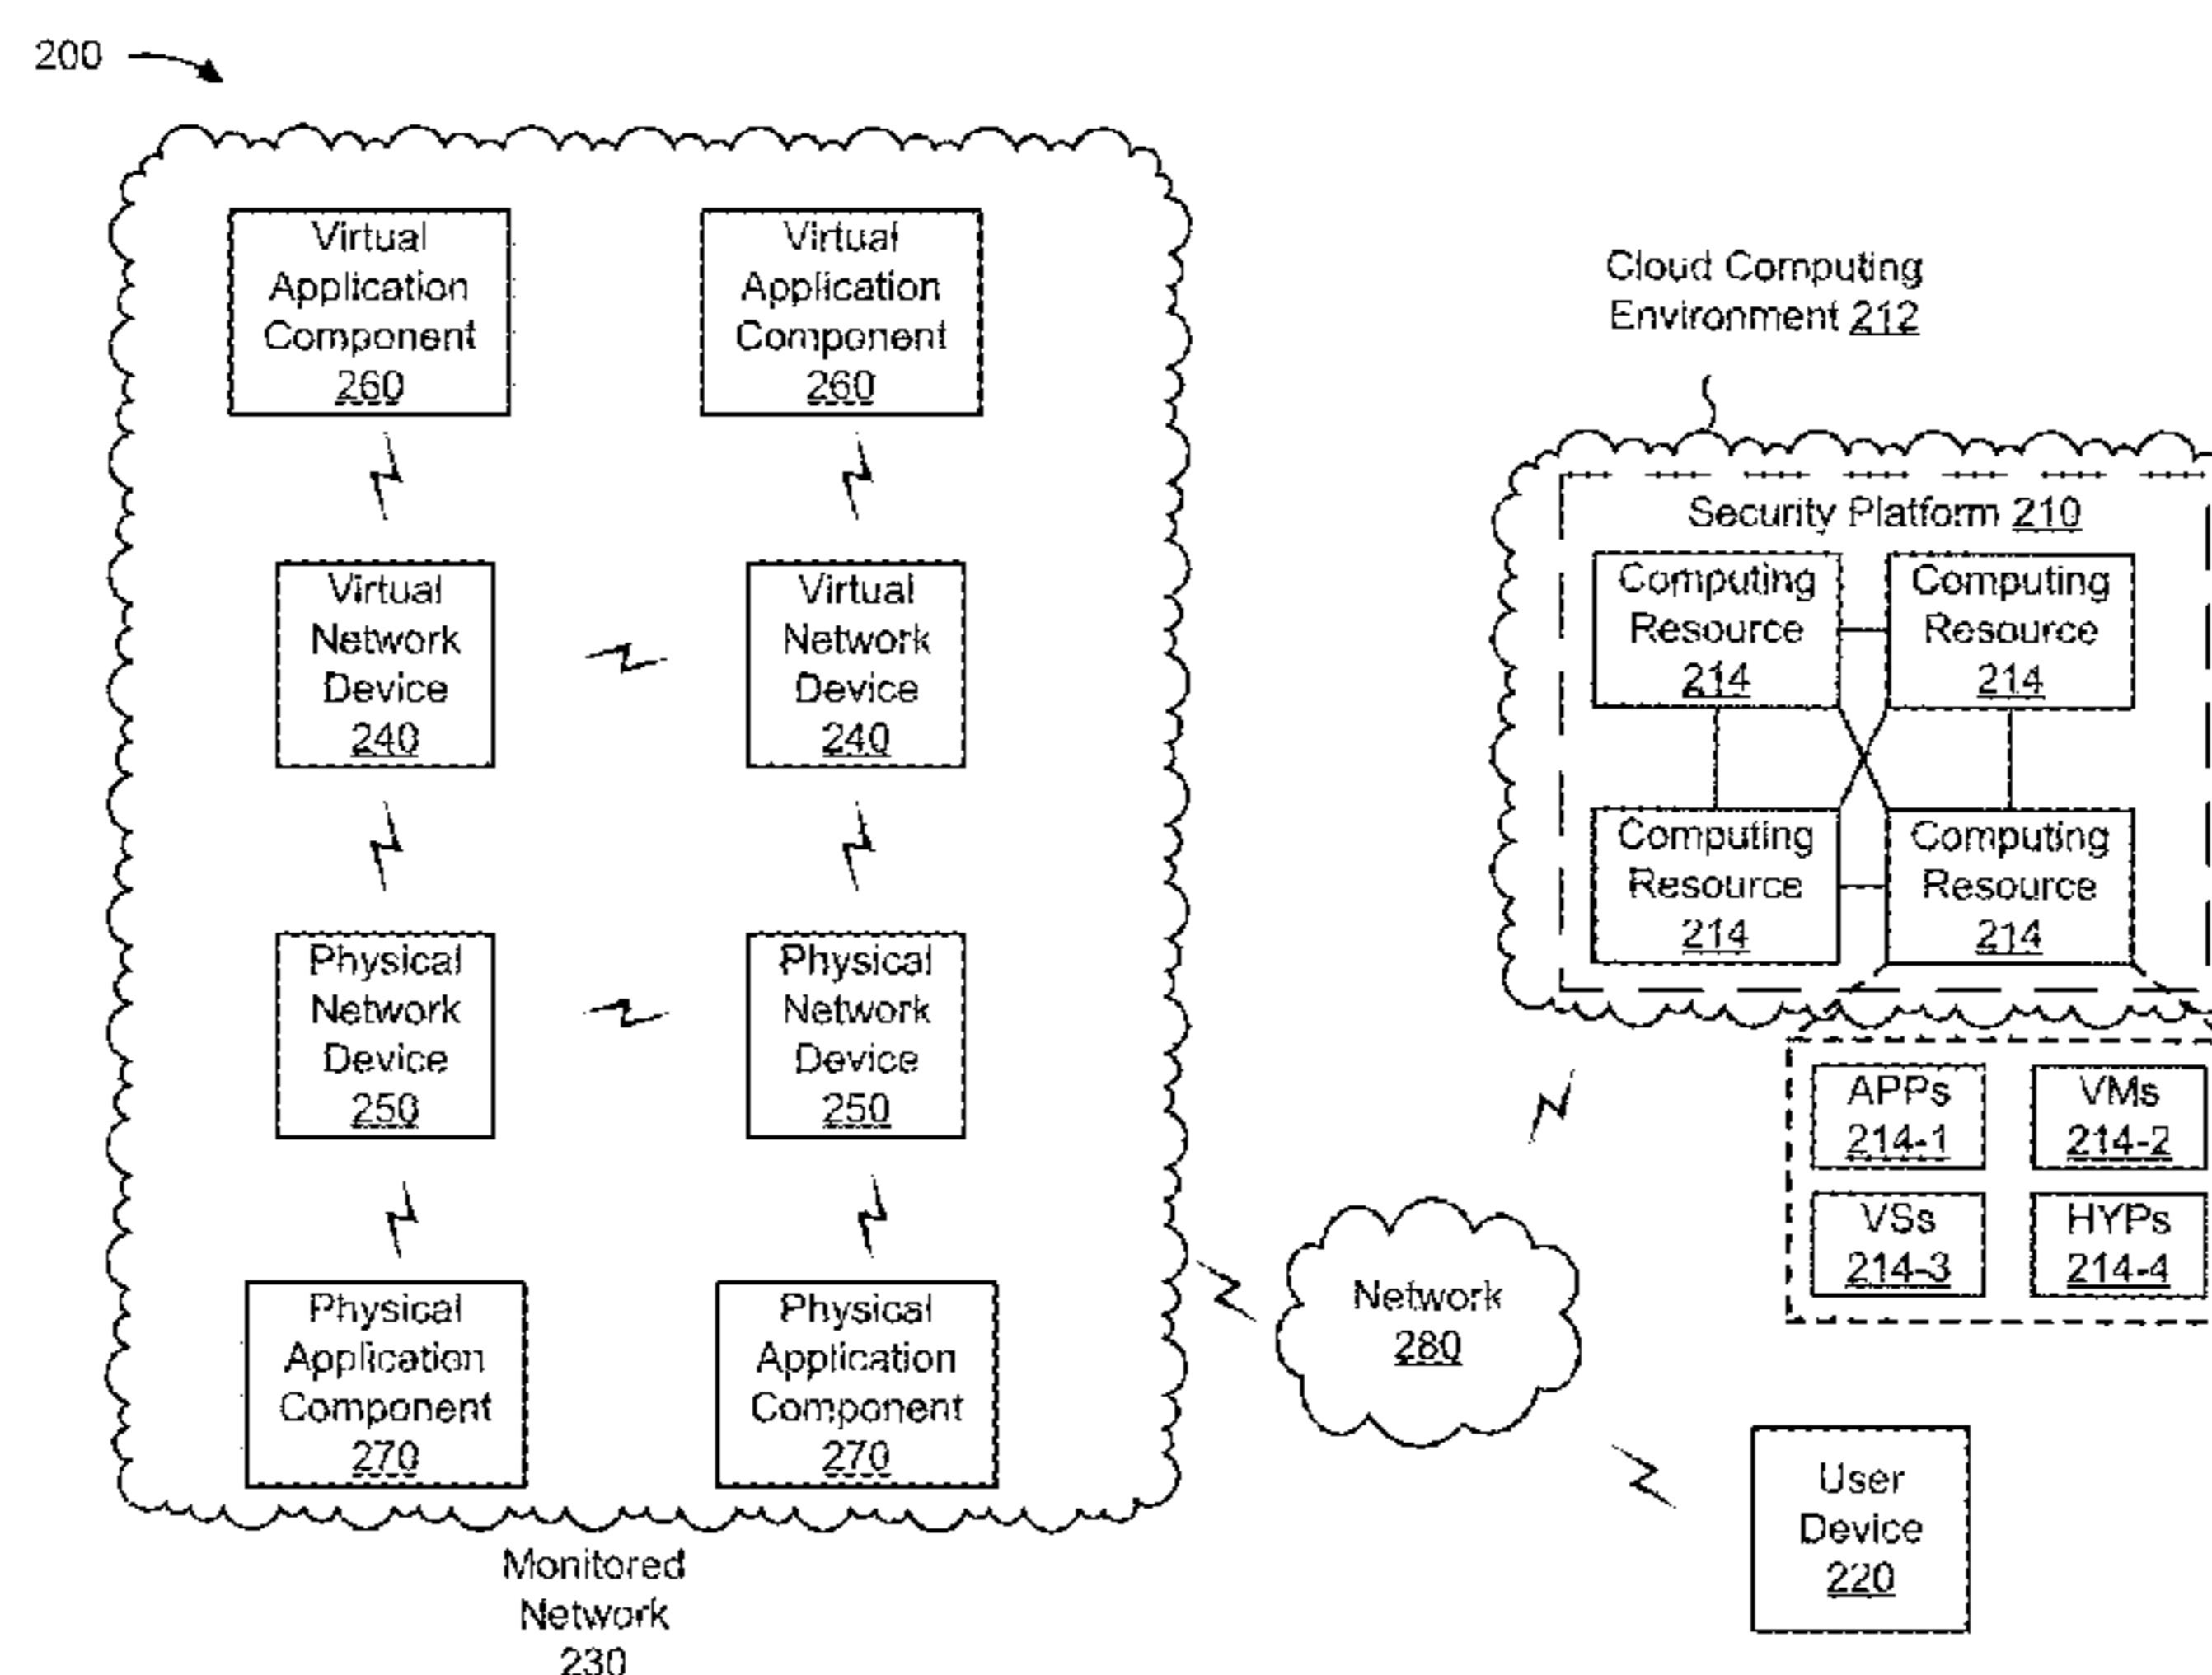 200
Virtual
Application
Component
260
Virtual
Application
Component
260
Virtual
Network
Device
240
Virtual
Network
Device
240
Physical
Network
Device
250
Physical
Network
Device
250
Physical
Application
Component
270
Physical
Application
Component
270
Monitored
Network
230
Cloud Computing
Environment 212
Security Platform 210
Computing
Resource
214
Computing
Resource
214
Computing
Resource
214
Computing
Resource
214
APPs
214-1
VMs
214-2
VSs
214-3
HYPs
214-4
Network
280
User
Device
220